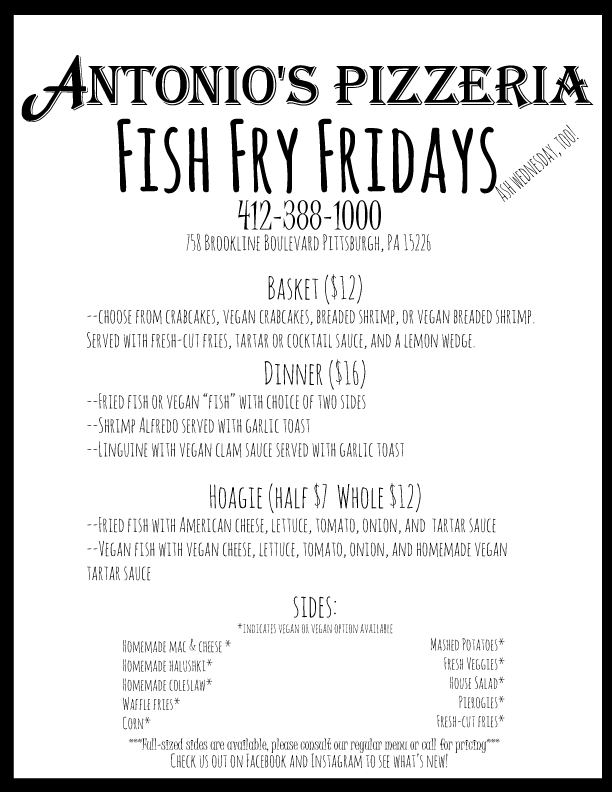 Antonio's Pizzeria
Fish Fry Fridays
Ash Wednesday, too!
412-388-1000
758 Brookline Boulevard Pittsburgh, PA 15226
Basket ($12)
--choose from crabcakes, vegan crabcakes, breaded shrimp, or vegan breaded shrimp.
Served with fresh-cut fries, tartar or cocktail sauce, and a lemon wedge.
Dinner ($16)
--Fried fish or vegan “fish” with choice of two sides
--Shrimp Alfredo served with garlic toast
--Linguine with vegan clam sauce served with garlic toast
Hoagie (half $7 Whole $12)
--Fried fish with American cheese, lettuce, tomato, onion, and tartar sauce
--Vegan fish with vegan cheese, lettuce, tomato, onion, and homemade vegan
tartar sauce
Sides:
*indicates vegan or vegan option available
Homemade mac & cheese *
Homemade halushki*
Homemade coleslaw*
Waffle fries*
Corn*
Mashed Potatoes*
Fresh Veggies*
House Salad*
Pierogies*
Fresh-cut fries*
***Full-sized sides are available, please consult our regular menu or call for pricing***
Check us out on Facebook and Instagram to see what's new!